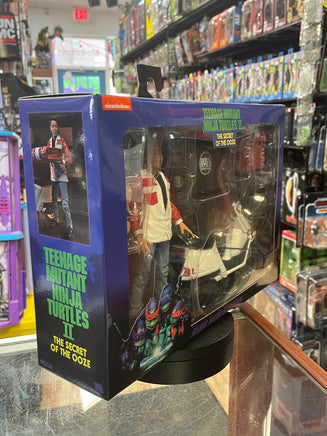 nickelodeon
TEENAGE MUTANT
NINJA TURTLES II
THE SECRET OF THE OOZE
TEENAGE
MUTANT
NINJA
TURTLES
II
THE SECRET
OF THE OOZE